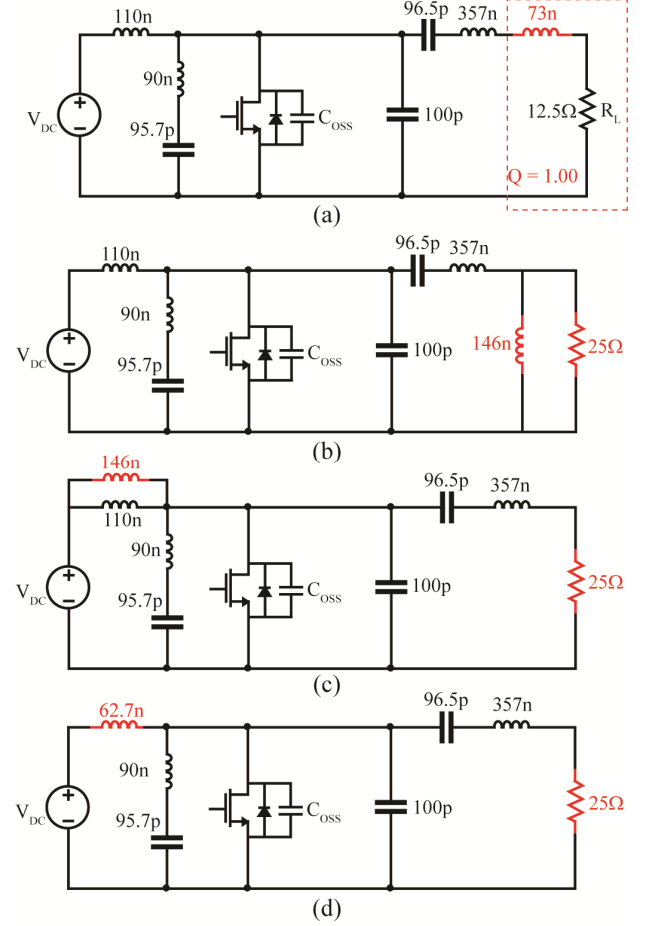 110n 96.5p 357n 73n
90n
95.7p
V_DC C_OSS 100p 12.5Ω R_L
Q = 1.00
(a)
110n 96.5p 357n
90n
95.7p
V_DC C_OSS 100p 146n 25Ω
(b)
146n
110n 96.5p 357n
90n
95.7p
V_DC C_OSS 100p 25Ω
(c)
62.7n 96.5p 357n
90n
95.7p
V_DC C_OSS 100p 25Ω
(d)